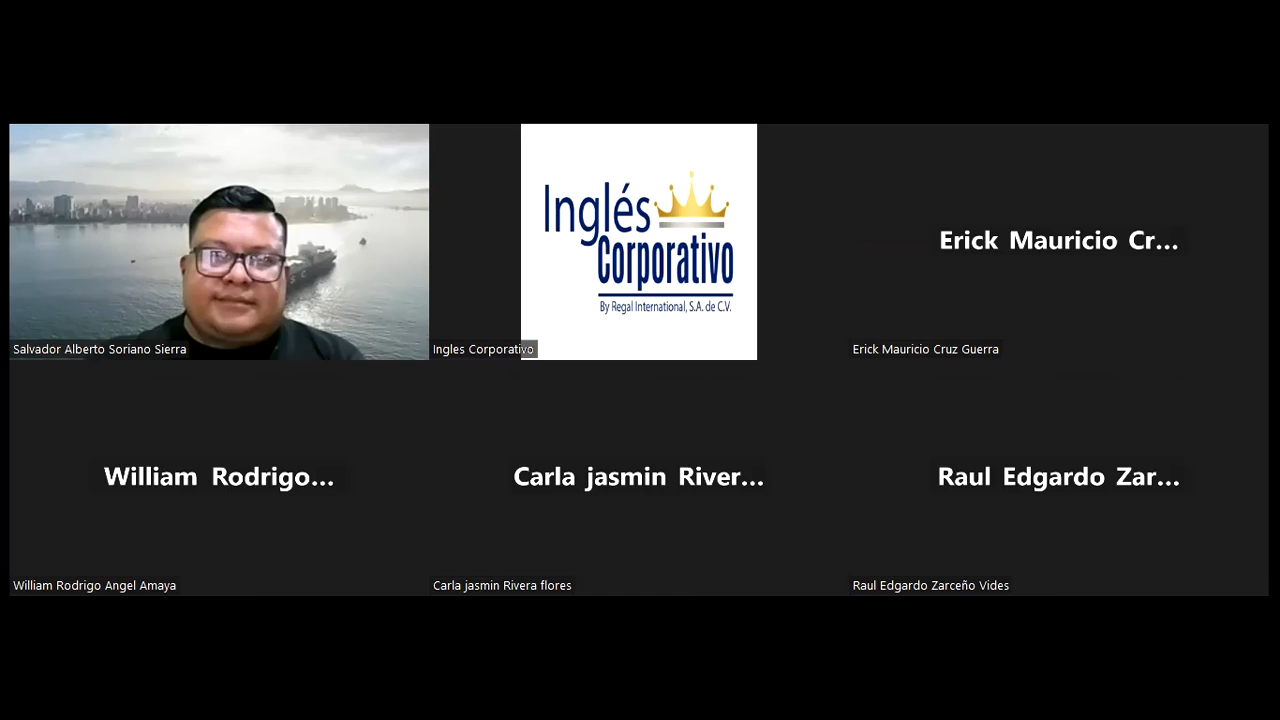 Inglés
Corporativo
By Regal International, S.A. de C.V.
Erick Mauricio Cr...
Salvador Alberto Soriano Sierra
Ingles Corporativo
Erick Mauricio Cruz Guerra
William Rodrigo...
Carla jasmin River...
Raul Edgardo Zar...
William Rodrigo Angel Amaya
Carla jasmin Rivera flores
Raul Edgardo Zarceño Vides